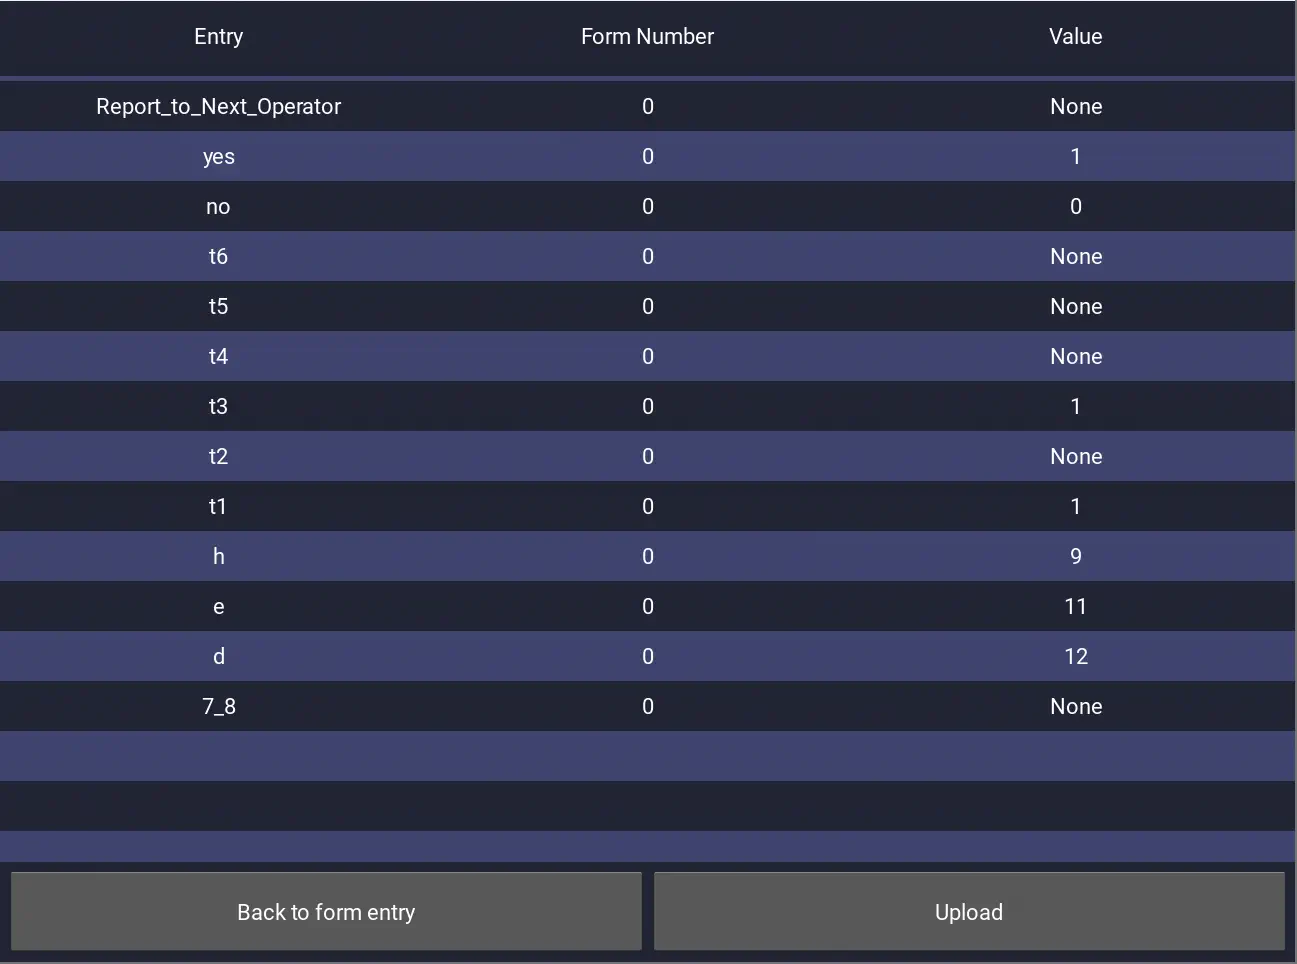 Entry Form Number Value
Report_to_Next_Operator 0 None
yes 0 1
no 0 0
t6 0 None
t5 0 None
t4 0 None
t3 0 1
t2 0 None
t1 0 1
h 0 9
e 0 11
d 0 12
7_8 0 None
Back to form entry Upload